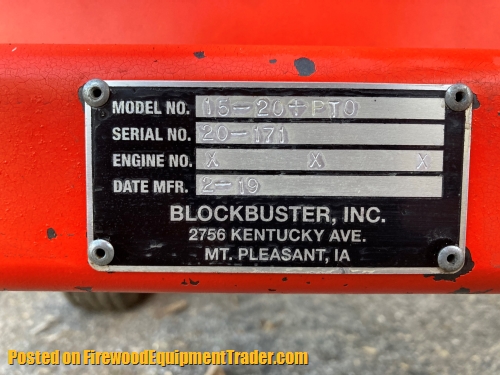 MODEL NO. 15-20+PTO
SERIAL NO. 20-171
ENGINE NO. X X X
DATE MFR. 2-19
BLOCKBUSTER, INC.
2756 KENTUCKY AVE.
MT. PLEASANT, IA
Posted on FirewoodEquipmentTrader.com